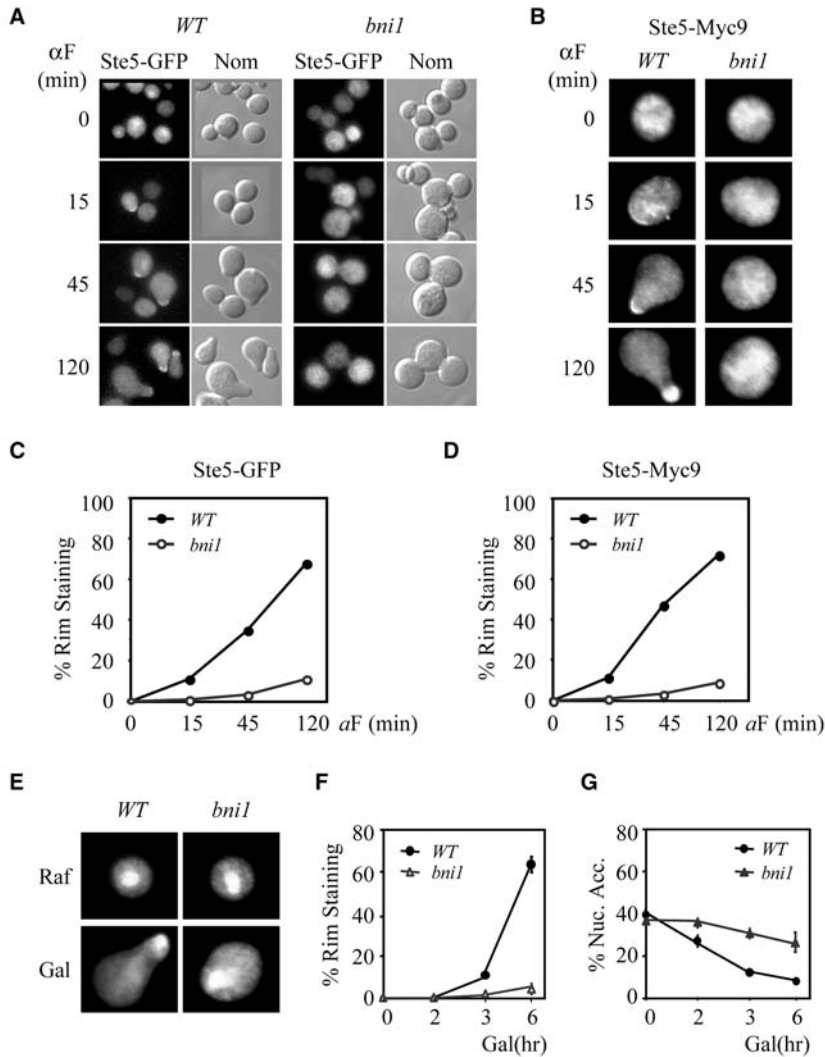 A
WT
bni1
αF
(min)
Ste5-GFP
Nom
Ste5-GFP
Nom
0
15
45
120
B
Ste5-Myc9
αF
(min)
WT
bni1
0
15
45
120
C
Ste5-GFP
% Rim Staining
100
80
60
40
20
0
WT
bni1
0
15
45
120
aF (min)
D
Ste5-Myc9
% Rim Staining
100
80
60
40
20
0
WT
bni1
0
15
45
120
aF (min)
E
WT
bni1
Raf
Gal
F
% Rim Staining
80
60
40
20
0
WT
bni1
0
2
3
6
Gal(hr)
G
% Nuc. Acc.
80
60
40
20
0
WT
bni1
0
2
3
6
Gal(hr)